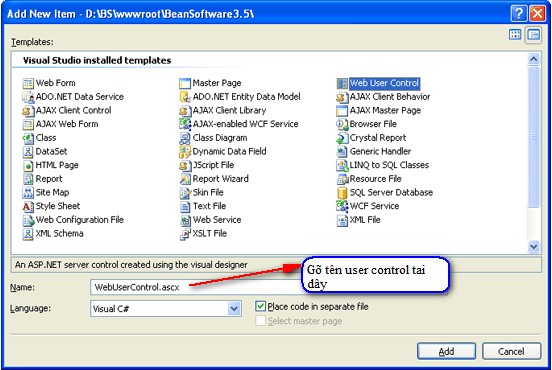 Add New Item - D:\BS\wwwroot\BeanSoftware3.5\
Templates:
Visual Studio installed templates
Web Form
Master Page
Web User Control
ADO.NET Data Service
ADO.NET Entity Data Model
AJAX Client Behavior
AJAX Client Control
AJAX Client Library
AJAX Master Page
AJAX Web Form
AJAX-enabled WCF Service
Browser File
Class
Class Diagram
Crystal Report
DataSet
Dynamic Data Field
Generic Handler
HTML Page
JScript File
LINQ to SQL Classes
Report
Report Wizard
Resource File
Site Map
Skin File
SQL Server Database
Style Sheet
Text File
WCF Service
Web Configuration File
Web Service
XML File
XML Schema
XSLT File
An ASP.NET server control created using the visual designer
Gõ tên user control tai
dây
Name:
WebUserControl.ascx
Language:
Visual C#
Place code in separate file
Select master page
Add
Cancel